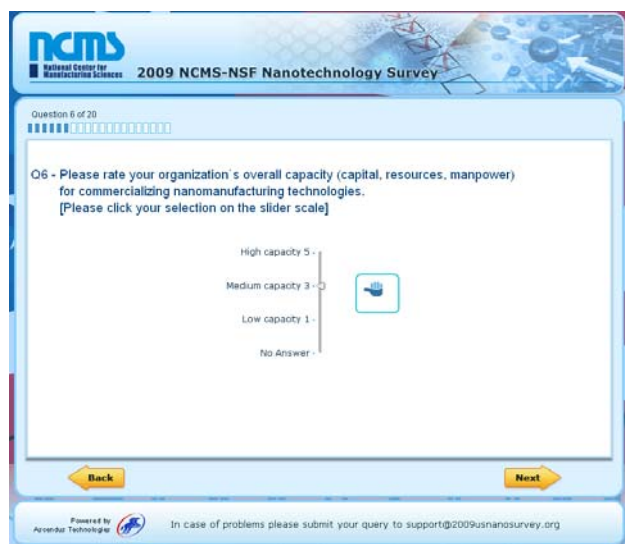 ncms
National Center for
Manufacturing Sciences
2009 NCMS-NSF Nanotechnology Survey
Question 6 of 20
Q6 - Please rate your organization's overall capacity (capital, resources, manpower)
for commercializing nanomanufacturing technologies.
[Please click your selection on the slider scale]
High capacity 5 -
Medium capacity 3 -
Low capacity 1 -
No Answer -
Back
Next
Powered by
Arcendus Technologies
In case of problems please submit your query to support@2009usnanosurvey.org